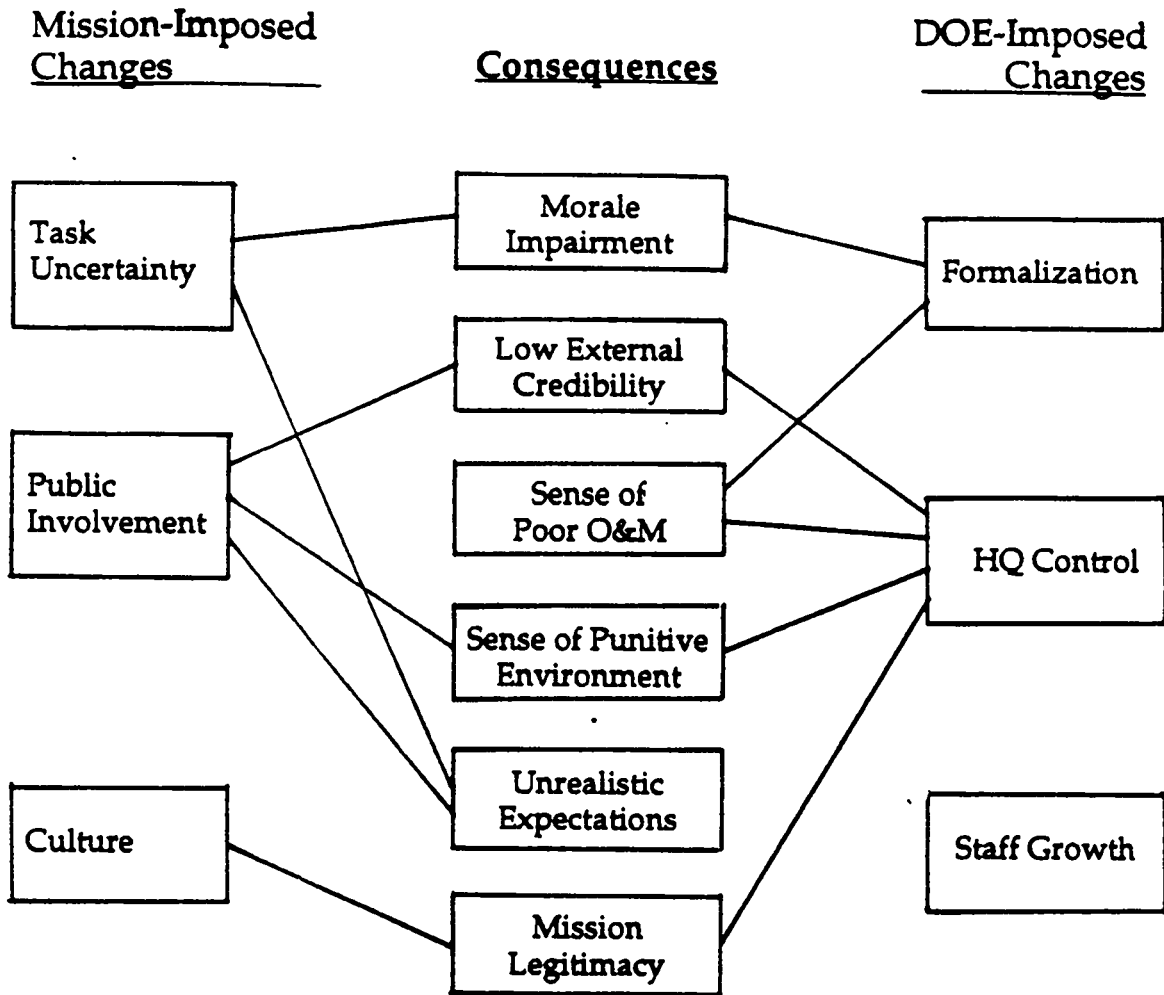 Mission-Imposed
Changes
Consequences
DOE-Imposed
Changes
Task
Uncertainty
Public
Involvement
Culture
Morale
Impairment
Low External
Credibility
Sense of
Poor O&M
Sense of Punitive
Environment
Unrealistic
Expectations
Mission
Legitimacy
Formalization
HQ Control
Staff Growth